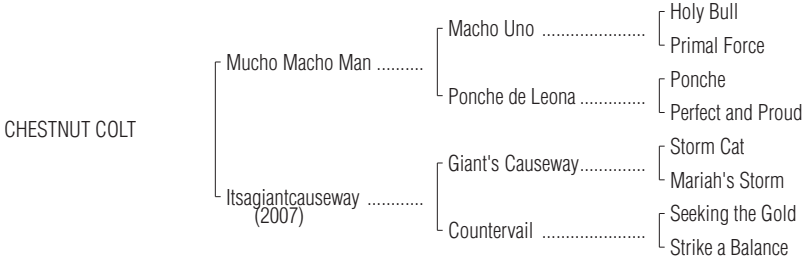 Holy Bull
Macho Uno ......................
Primal Force
Mucho Macho Man ..........
Ponche
Ponche de Leona ..............
Perfect and Proud
CHESTNUT COLT
Storm Cat
Giant's Causeway..............
Mariah's Storm
Itsagiantcauseway ............
(2007)
Seeking the Gold
Countervail ......................
Strike a Balance